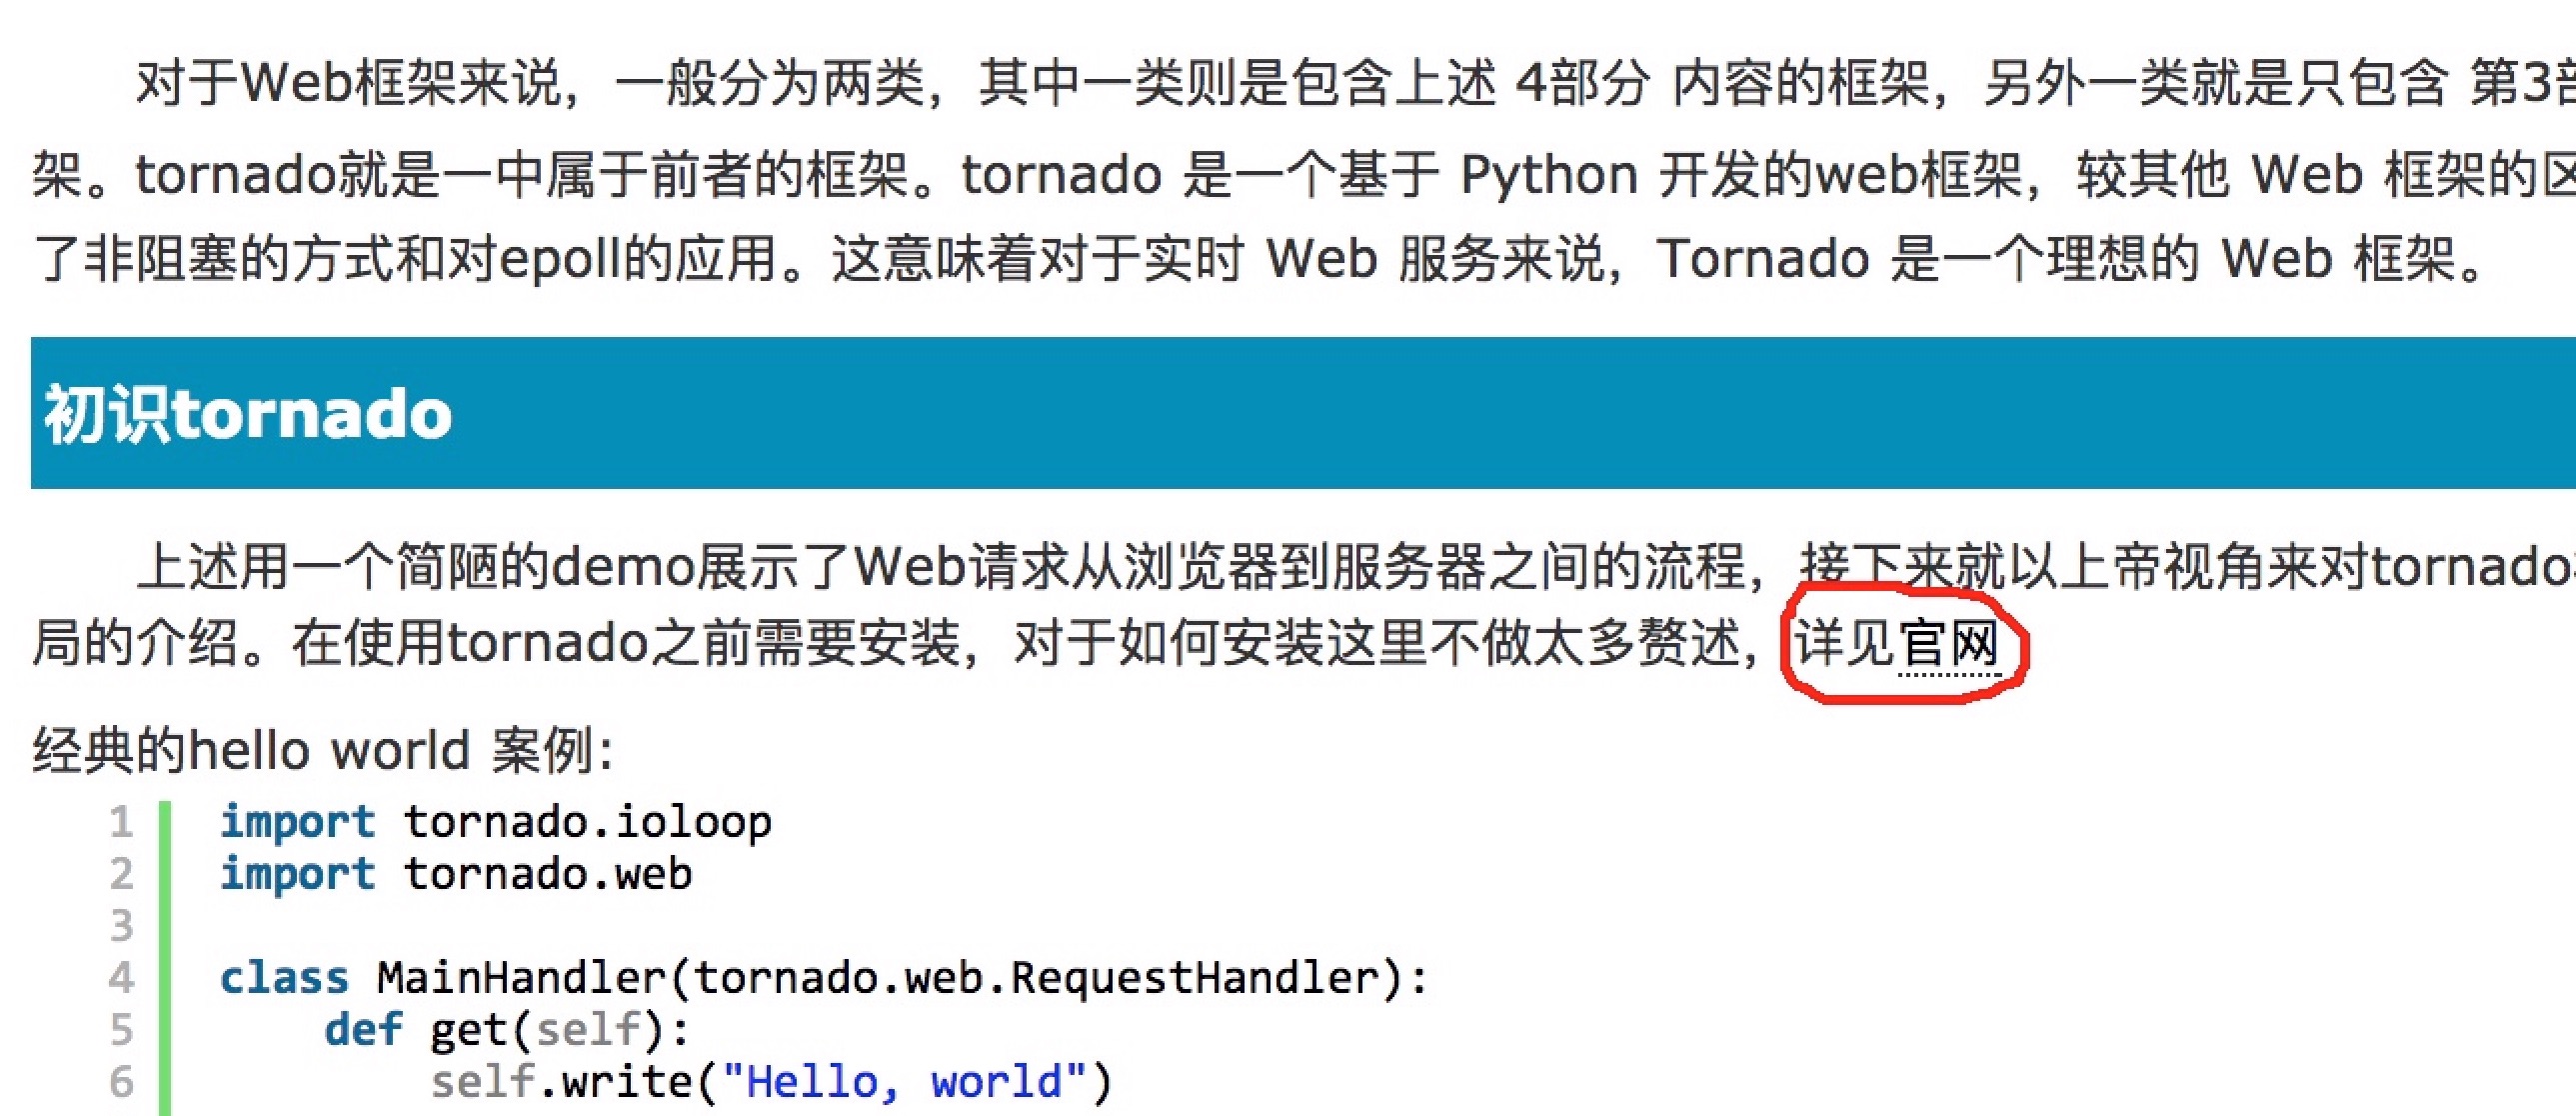 对于Web框架来说，一般分为两类，其中一类则是包含上述 4部分 内容的框架，另外一类就是只包含 第3
架。tornado就是一中属于前者的框架。tornado 是一个基于 Python 开发的web框架，较其他 Web 框架的
了非阻塞的方式和对epoll的应用。这意味着对于实时 Web 服务来说，Tornado 是一个理想的 Web 框架。
初识tornado
上述用一个简陋的demo展示了Web请求从浏览器到服务器之间的流程，接下来就以上帝视角来对tornado
局的介绍。在使用tornado之前需要安装，对于如何安装这里不做太多赘述，详见官网
经典的hello world 案例：
1 import tornado.ioloop
2 import tornado.web
3
4 class MainHandler(tornado.web.RequestHandler):
5 def get(self):
6 self.write("Hello, world")